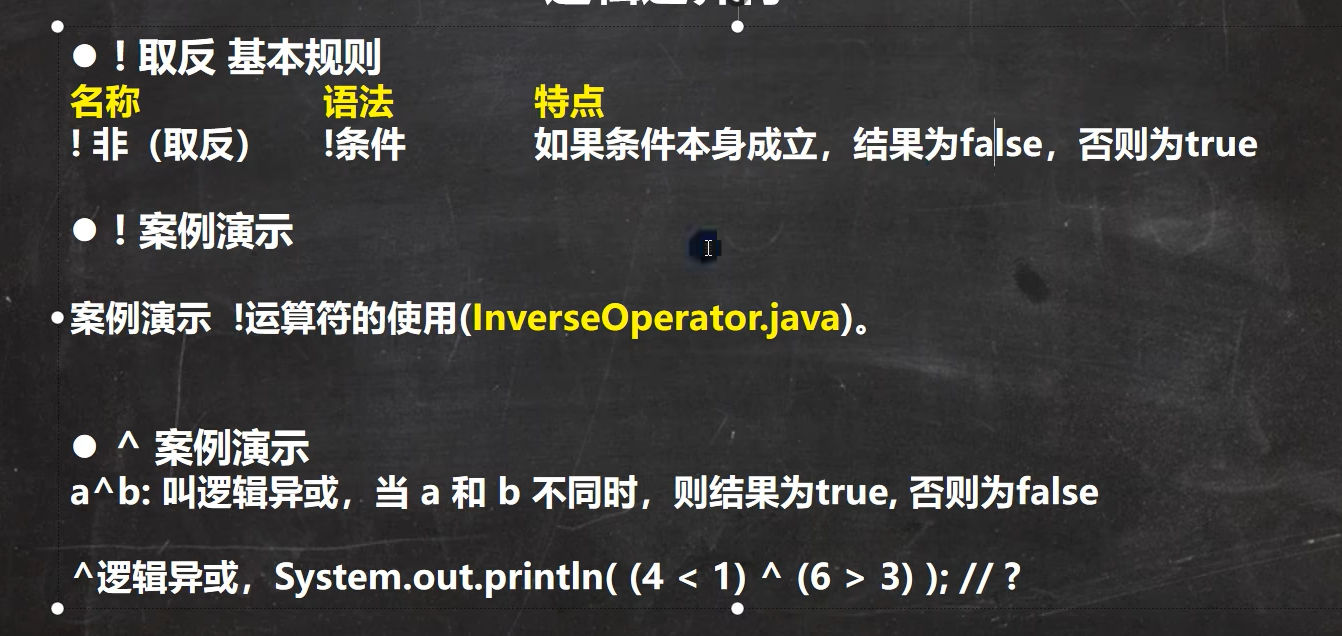 ● ! 取反 基本规则
名称 语法 特点
! 非（取反） !条件 如果条件本身成立，结果为false，否则为true
● ! 案例演示
案例演示 !运算符的使用(InverseOperator.java)。
● ^ 案例演示
a^b: 叫逻辑异或，当 a 和 b 不同时，则结果为true, 否则为false
^逻辑异或，System.out.println( (4 < 1) ^ (6 > 3) ); // ?